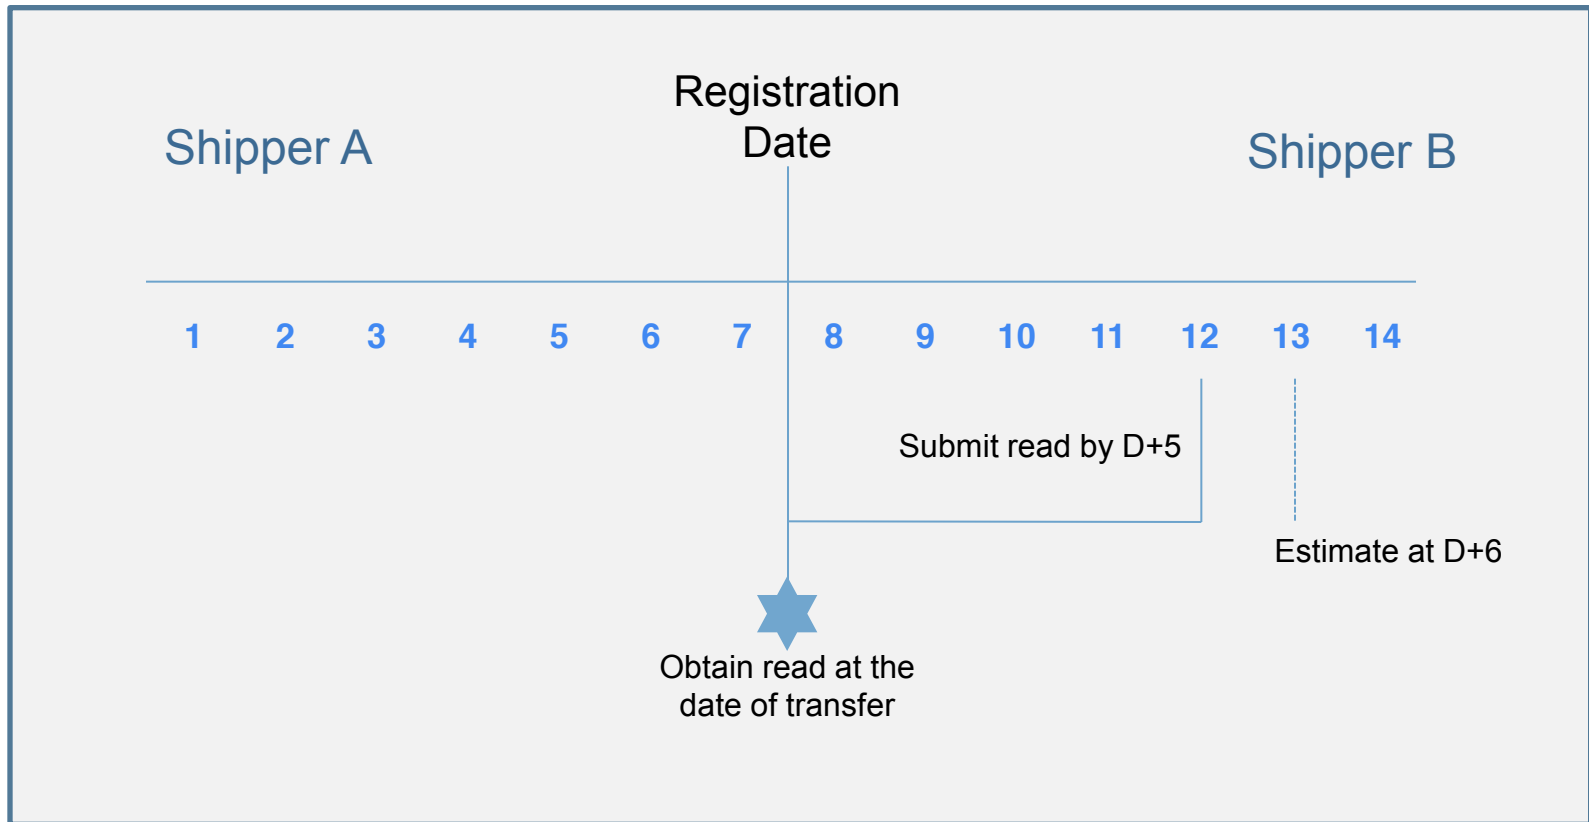 Registration
Date
Shipper A
Shipper B
1 2 3 4 5 6 7 8 9 10 11 12 13 14
Submit read by D+5
Estimate at D+6
Obtain read at the
date of transfer